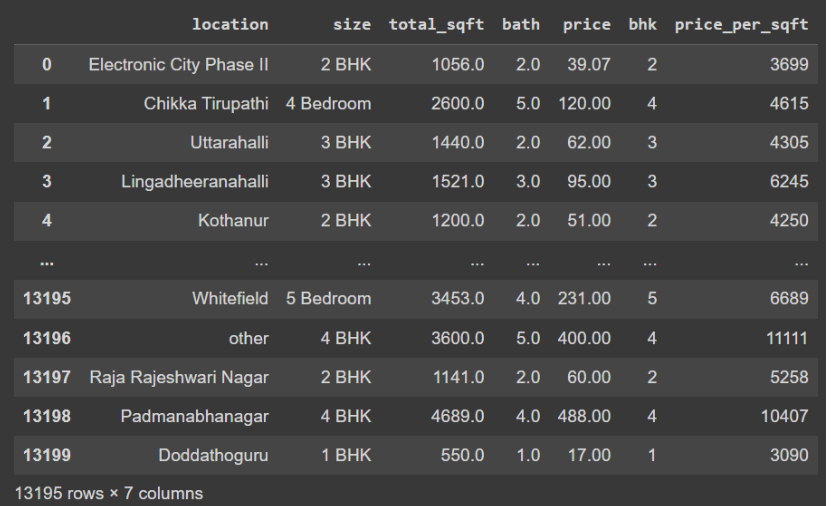 location size total_sqft bath price bhk price_per_sqft
0 Electronic City Phase II 2 BHK 1056.0 2.0 39.07 2 3699
1 Chikka Tirupathi 4 Bedroom 2600.0 5.0 120.00 4 4615
2 Uttarahalli 3 BHK 1440.0 2.0 62.00 3 4305
3 Lingadheeranahalli 3 BHK 1521.0 3.0 95.00 3 6245
4 Kothanur 2 BHK 1200.0 2.0 51.00 2 4250
... ... ... ... ... ... ... ...
13195 Whitefield 5 Bedroom 3453.0 4.0 231.00 5 6689
13196 other 4 BHK 3600.0 5.0 400.00 4 11111
13197 Raja Rajeshwari Nagar 2 BHK 1141.0 2.0 60.00 2 5258
13198 Padmanabhanagar 4 BHK 4689.0 4.0 488.00 4 10407
13199 Doddathoguru 1 BHK 550.0 1.0 17.00 1 3090
13195 rows × 7 columns